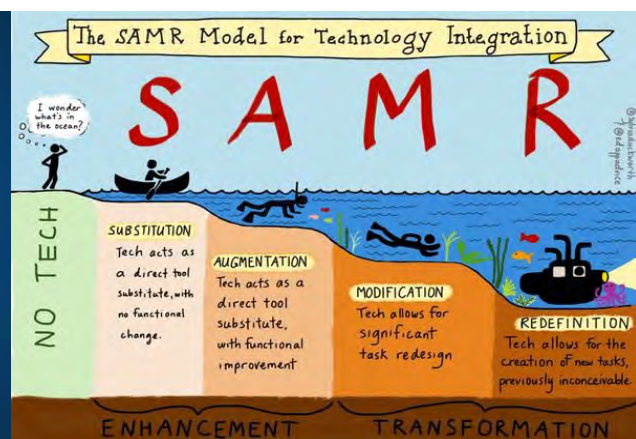 The SAMR Model for Technology Integration
S A M R
I wonder
what's in
the ocean?
@sylviaduckworth
@edappadvice
NO TECH
SUBSTITUTION
Tech acts as
a direct tool
substitute, with
no functional
change.
AUGMENTATION
Tech acts as a
direct tool
substitute,
with functional
improvement
MODIFICATION
Tech allows for
significant
task redesign
REDEFINITION
Tech allows for the
creation of new tasks,
previously inconceivable.
ENHANCEMENT
TRANSFORMATION